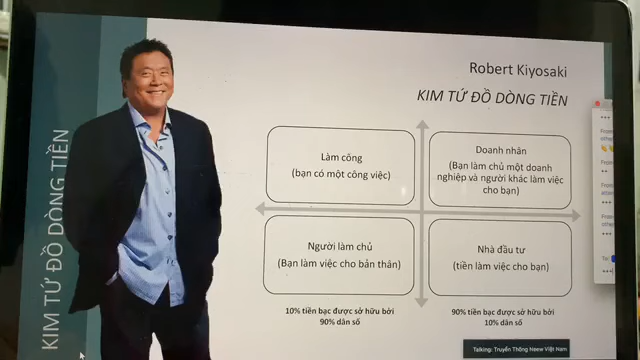 Robert Kiyosaki
KIM TỨ ĐỒ DÒNG TIỀN
KIM TỨ ĐỒ DÒNG TIỀN
Làm công
(bạn có một công việc)
Doanh nhân
(Bạn làm chủ một doanh
nghiệp và người khác làm việc
cho bạn)
Người làm chủ
(Bạn làm việc cho bản thân)
Nhà đầu tư
(tiền làm việc cho bạn)
10% tiền bạc được sở hữu bởi
90% dân số
90% tiền bạc được sở hữu bởi
10% dân số
Talking: Truyền Thông Neew Việt Nam